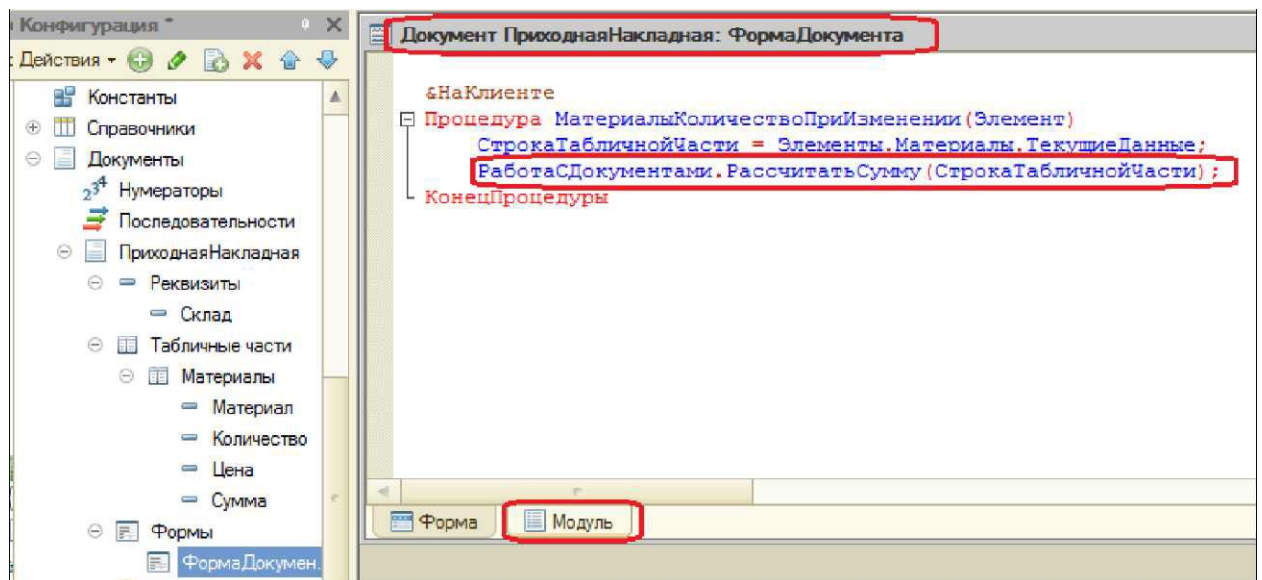 Конфигурация *
Действия
Константы
Справочники
Документы
Нумераторы
Последовательности
ПриходнаяНакладная
Реквизиты
Склад
Табличные части
Материалы
Материал
Количество
Цена
Сумма
Формы
ФормаДокумен.
Документ ПриходнаяНакладная: ФормаДокумента
&НаКлиенте
Процедура МатериалыКоличествоПриИзменении(Элемент)
СтрокаТабличнойЧасти = Элементы.Материалы.ТекущиеДанные;
РаботаСДокументами.РассчитатьСумму(СтрокаТабличнойЧасти);
КонецПроцедуры
Форма
Модуль